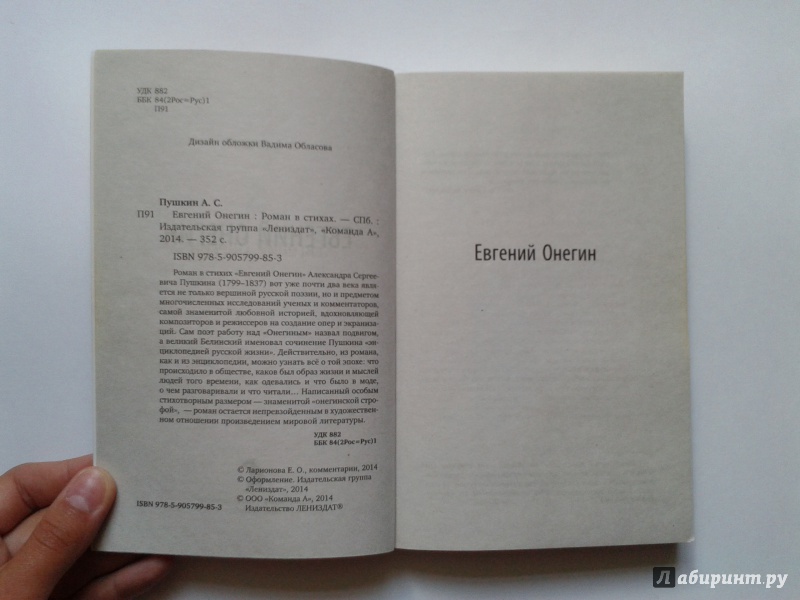 УДК 882
ББК 84(2Рос=Рус)1
П91
Дизайн обложки Вадима Обласова
Пушкин А. С.
П91 Евгений Онегин : Роман в стихах. — СПб. :
Издательская группа «Лениздат», «Команда А»,
2014. — 352 с.
ISBN 978-5-905799-85-3
Роман в стихих «Евгений Онегин» Александра Сергее-
вича Пушкина (1799–1837) вот уже почти два века явля-
ется не только вершиной русской поэзии, но и предметом
многочисленных исследований ученых и комментаторов,
самой знаменитой любовной историей, вдохновляющей
композиторов и режиссеров на создание опер и экраниза-
ций. Сам поэт работу над «Онегиным» назвал подвигом,
а великий Белинский именовал сочинение Пушкина «эн-
циклопедией русской жизни». Действительно, из романа,
как и из энциклопедии, можно узнать всё о той эпохе: что
происходило в обществе, каков был образ жизни и мыслей
людей того времени, как одевались и что было в моде,
о чем разговаривали и что читали... Написанный особым
стихотворным размером — знаменитой «онегинской стро-
фой», — роман остается непревзойденным в художествен-
ном отношении произведением мировой литературы.
УДК 882
ББК 84(2Рос=Рус)1
© Ларионова Е. О., комментарии, 2014
© Оформление. Издательская группа
«Лениздат», 2014
© ООО «Команда А», 2014
Издательство ЛЕНИЗДАТ®
ISBN 978-5-905799-85-3
Евгений Онегин
Лабиринт.ру